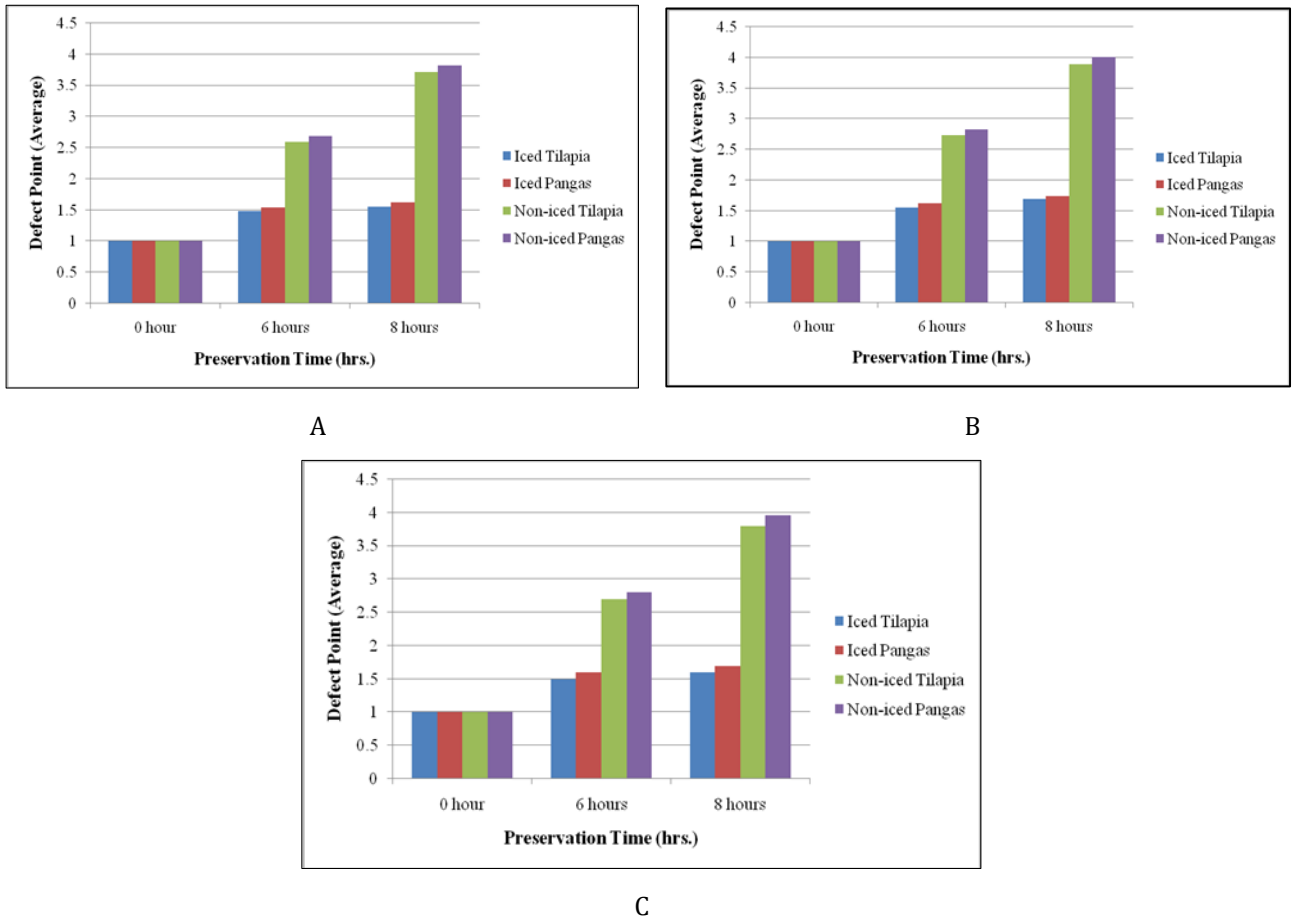 4.5
4
3.5
3
2.5
2
1.5
1
0.5
0
Defect Point (Average)
0 hour
6 hours
8 hours
Preservation Time (hrs.)
Iced Tilapia
Iced Pangas
Non-iced Tilapia
Non-iced Pangas
A
4.5
4
3.5
3
2.5
2
1.5
1
0.5
0
Defect Point (Average)
0 hour
6 hours
8 hours
Preservation Time (hrs.)
Iced Tilapia
Iced Pangas
Non-iced Tilapia
Non-iced Pangas
B
4.5
4
3.5
3
2.5
2
1.5
1
0.5
0
Defect Point (Average)
0 hour
6 hours
8 hours
Preservation Time (hrs.)
Iced Tilapia
Iced Pangas
Non-iced Tilapia
Non-iced Pangas
C